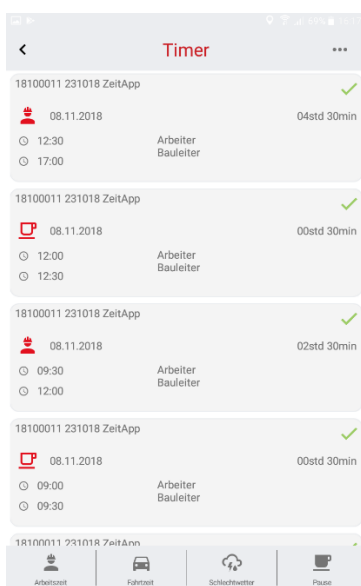 Timer
18100011 231018 ZeitApp
08.11.2018 04std 30min
12:30 Arbeiter
17:00 Bauleiter
18100011 231018 ZeitApp
08.11.2018 00std 30min
12:00 Arbeiter
12:30 Bauleiter
18100011 231018 ZeitApp
08.11.2018 02std 30min
09:30 Arbeiter
12:00 Bauleiter
18100011 231018 ZeitApp
08.11.2018 00std 30min
09:00 Arbeiter
09:30 Bauleiter
18100011 231018 ZeitApp
Arbeitszeit Fahrtzeit Schlechtwetter Pause